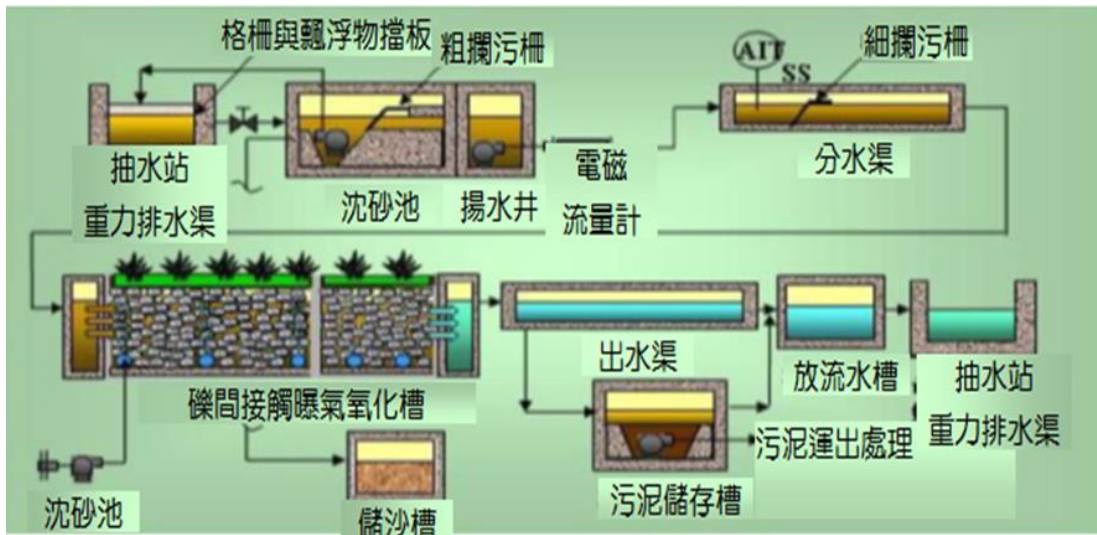 格柵與飄浮物擋板
粗攔污柵
AIT
SS
細攔污柵
抽水站
重力排水渠
沈砂池
揚水井
電磁
流量計
分水渠
礫間接觸曝氣氧化槽
出水渠
放流水槽
抽水站
重力排水渠
沈砂池
儲沙槽
污泥儲存槽
污泥運出處理